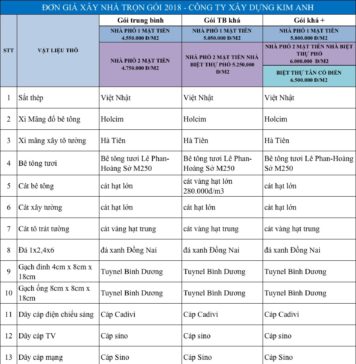 ĐƠN GIÁ XÂY NHÀ TRỌN GÓI 2018 - CÔNG TY XÂY DỰNG KIM ANH
STT VẬT LIỆU THÔ Gói trung bình Gói TB khá Gói khá +
NHÀ PHỐ 1 MẶT TIỀN 4.550.000 Đ/M2 NHÀ PHỐ 1 MẶT TIỀN 5.050.000 Đ/M2 NHÀ PHỐ 1 MẶT TIỀN 5.800.000 Đ/M2
NHÀ PHỐ 2 MẶT TIỀN 4.750.000 Đ/M2 NHÀ PHỐ 2 MẶT TIỀN NHÀ BIỆT THỰ PHỐ 5.250.000 Đ/M2 NHÀ PHỐ 2 MẶT TIỀN NHÀ BIỆT THỰ PHỐ 6.000.000 Đ/M2
BIỆT THỰ TÂN CỔ ĐIỂN 6.500.000 Đ/M2
1 Sắt thép Việt Nhật Việt Nhật Việt Nhật
2 Xi Măng đổ bê tông Holcim Holcim Holcim
3 Xi măng xây tô tường Hà Tiên Hà Tiên Hà Tiên
4 Bê tông tươi Bê tông tươi Lê Phan-Hoàng Sở M250 Bê tông tươi Lê Phan-Hoàng Sở M250 Bê tông tươi Lê Phan-Hoàng Sở M250
5 Cát bê tông cát hạt lớn cát vàng hạt lớn 280.000đ/m3 cát hạt lớn
6 Cát xây tường cát hạt lớn cát hạt lớn cát hạt lớn
7 Cát tô trát tường cát vàng hạt trung cát vàng hạt trung cát vàng hạt trung
8 Đá 1x2,4x6 đá xanh Đồng Nai đá xanh Đồng Nai đá xanh Đồng Nai
9 Gạch đinh 4cm x 8cm x 18cm Tuynel Bình Dương Tuynel Bình Dương Tuynel Bình Dương
10 Gạch ống 8cm x 8cm x 18cm Tuynel Bình Dương Tuynel Bình Dương Tuynel Bình Dương
11 Dây cáp điện chiếu sáng Cáp Cadivi Cáp Cadivi Cáp Cadivi
12 Dây cáp TV Cáp sino Cáp sino Cáp sino
13 Dây cáp mạng Cáp Sino Cáp Sino Cáp Sino